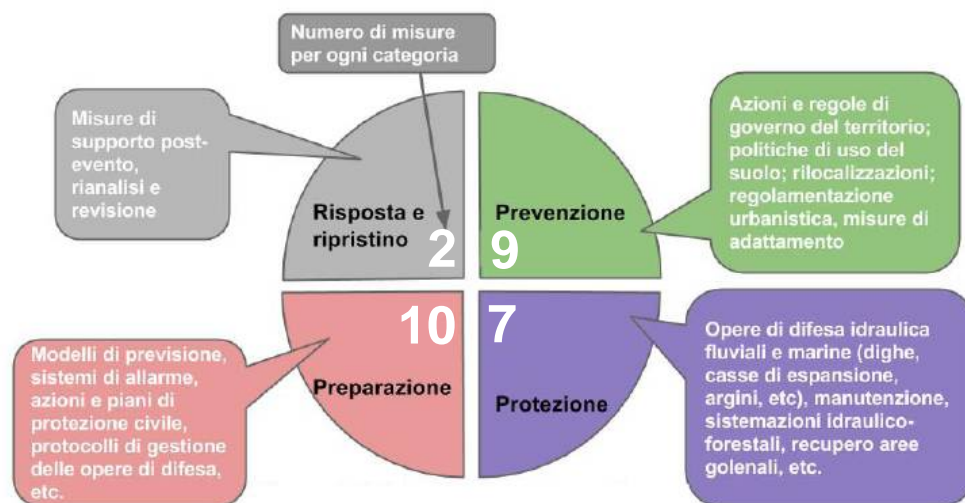 Numero di misure
per ogni categoria
Misure di
supporto post-
evento,
rianalisi e
revisione
Risposta e
ripristino
2
Prevenzione
9
Azioni e regole di
governo del territorio;
politiche di uso del
suolo; rilocalizzazioni;
regolamentazione
urbanistica, misure di
adattamento
Modelli di previsione,
sistemi di allarme,
azioni e piani di
protezione civile,
protocolli di gestione
delle opere di difesa,
etc.
10
Preparazione
7
Protezione
Opere di difesa idraulica
fluviali e marine (dighe,
casse di espansione,
argini, etc), manutenzione,
sistemazioni idraulico-
forestali, recupero aree
golenali, etc.